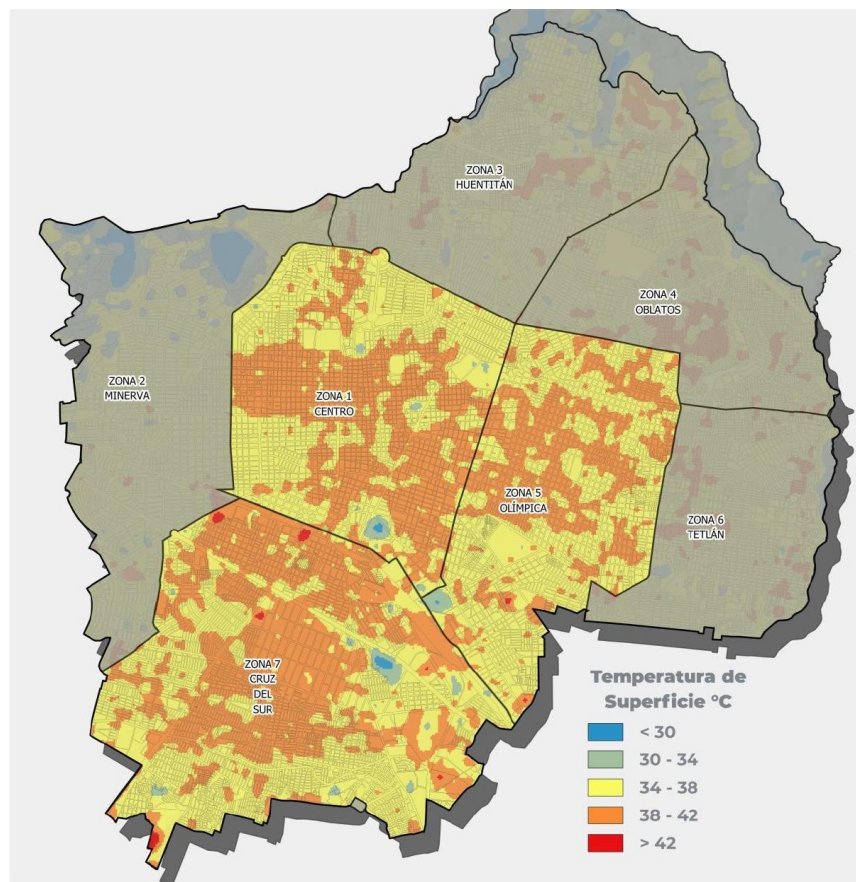 ZONA 3
HUENTITÁN
ZONA 4
OBLATOS
ZONA 2
MINERVA
ZONA 1
CENTRO
ZONA 5
OLÍMPICA
ZONA 6
TETLÁN
ZONA 7
CRUZ
DEL
SUR
Temperatura de
Superficie °C
< 30
30 - 34
34 - 38
38 - 42
> 42